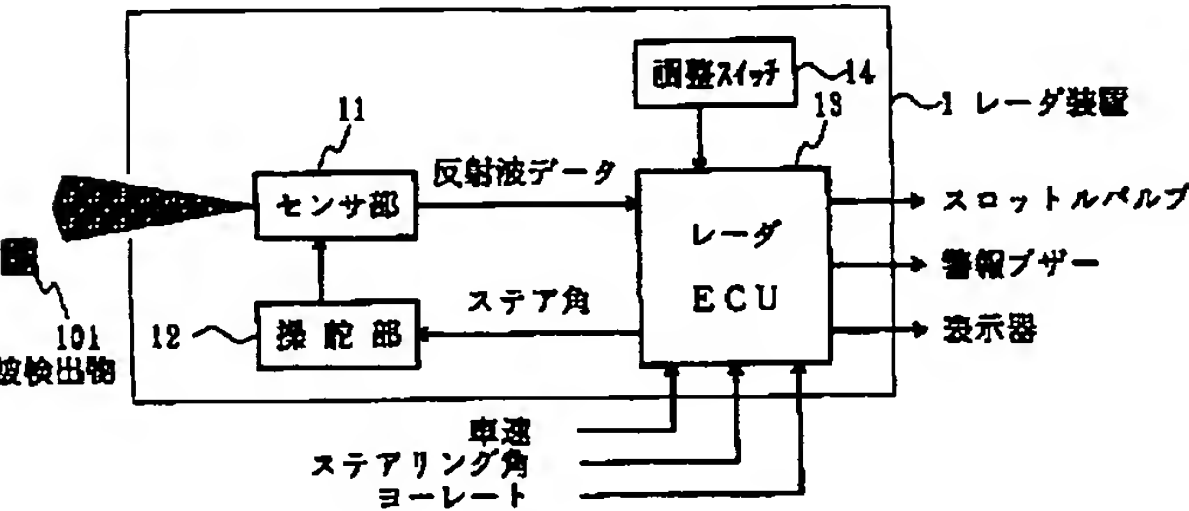 調整スイッチ
14
13
1 レーダ装置
11
反射波データ
センサ部
レーダ
ECU
スロットルバルブ
警報ブザー
表示器
ステア角
12
操舵部
101
被検出物
車速
ステアリング角
ヨーレート